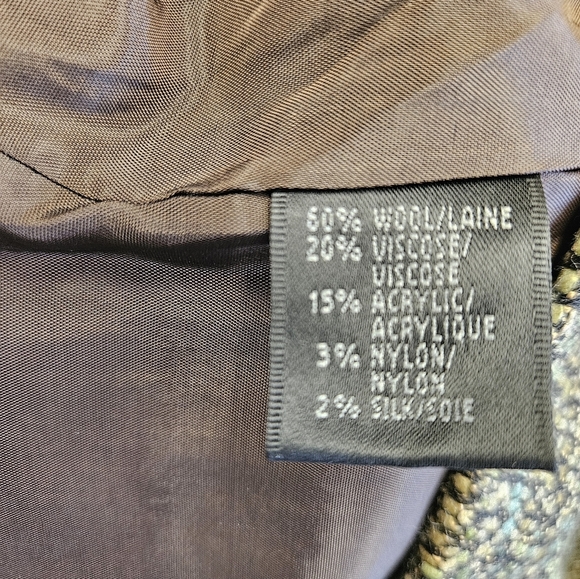 60% WOOL/LAINE
20% VISCOSE/
VISCOSE
15% ACRYLIC/
ACRYLIQUE
3% NYLON/
NYLON
2% SILK/SOIE